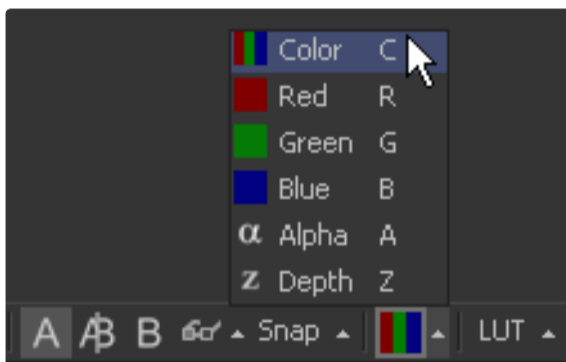 Color C
Red R
Green G
Blue B
α Alpha A
z Depth Z
A AB B Snap LUT